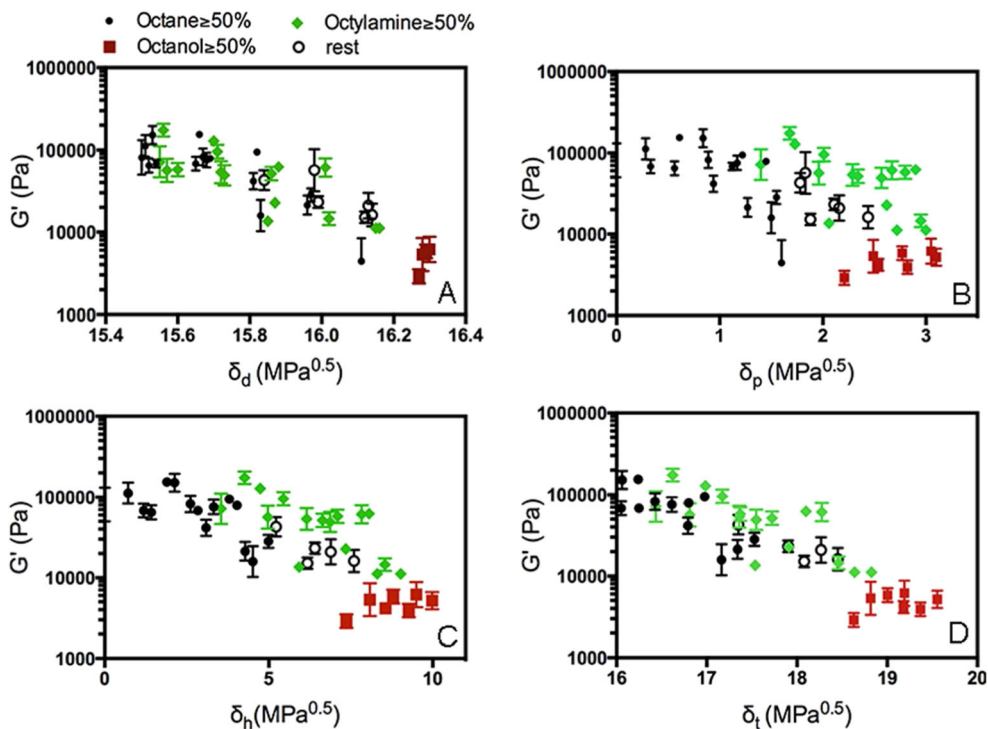 Octane≥50% Octylamine≥50%
Octanol≥50% rest
1000000
100000
10000
1000
G' (Pa)
15.4 15.6 15.8 16.0 16.2 16.4
δd (MPa0.5)
A
1000000
100000
10000
1000
G' (Pa)
0 1 2 3
δp (MPa0.5)
B
1000000
100000
10000
1000
G' (Pa)
0 5 10
δh(MPa0.5)
C
1000000
100000
10000
1000
G' (Pa)
16 16 17 18 19 20
δt (MPa0.5)
D